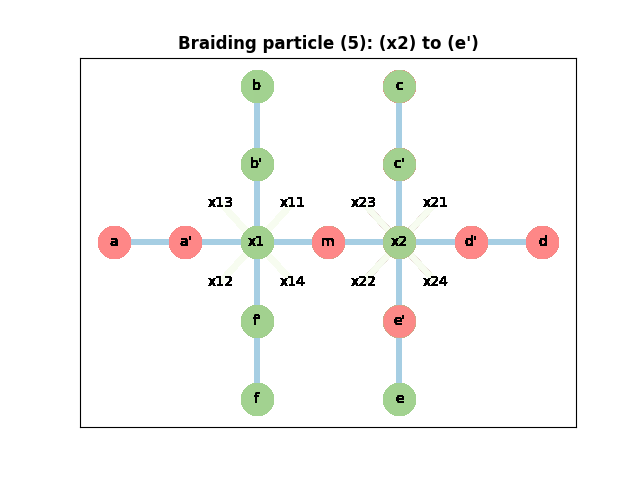 Braiding particle (5): (x2) to (e')
b c
b' c'
x13 x11 x23 x21
a a' x1 m x2 d' d
x12 x14 x22 x24
f' e'
f e